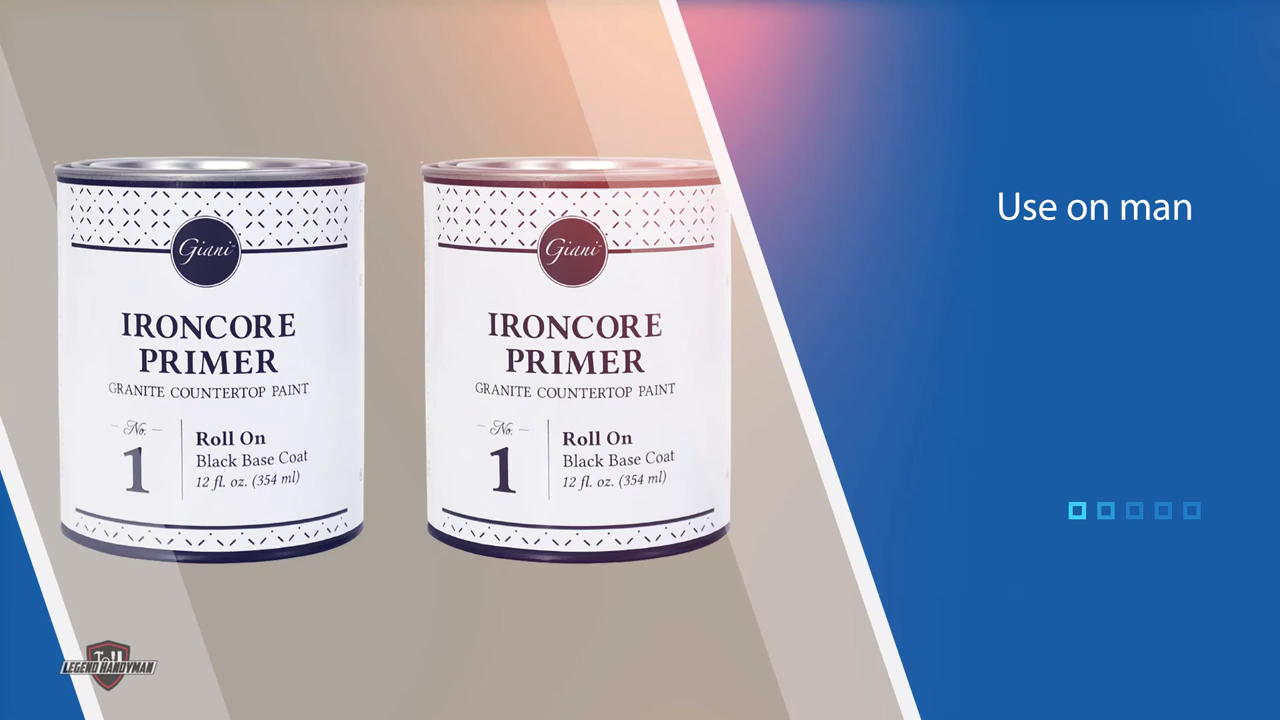 Giani
IRONCORE
PRIMER
GRANITE COUNTERTOP PAINT
No.
1
Roll On
Black Base Coat
12 fl. oz. (354 ml)
Giani
IRONCORE
PRIMER
GRANITE COUNTERTOP PAINT
No.
1
Roll On
Black Base Coat
12 fl. oz. (354 ml)
Use on man
LEGEND HANDYMAN